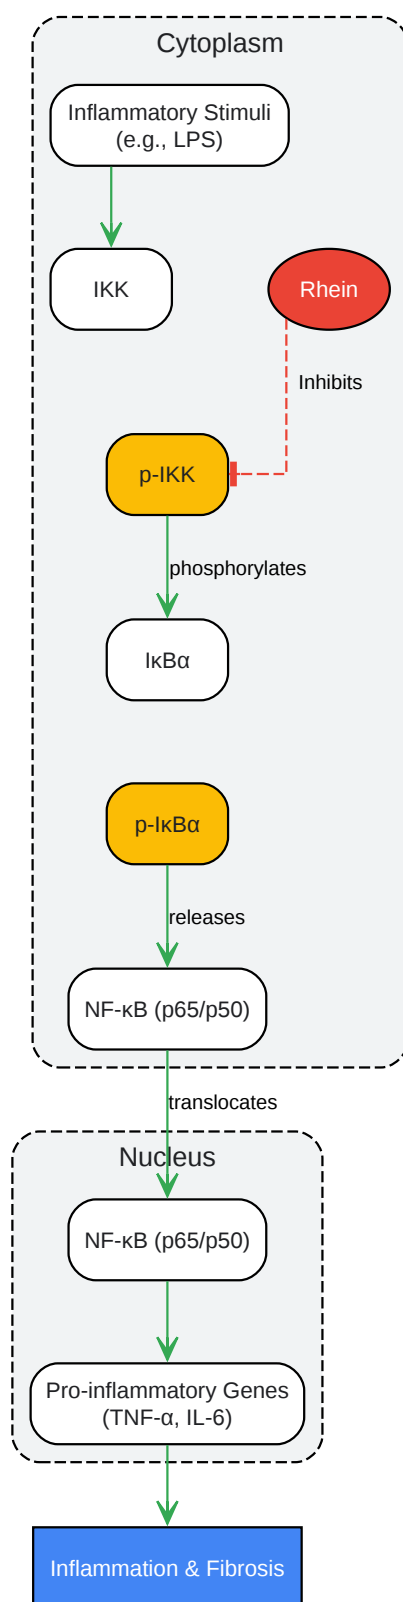 Cytoplasm
Inflammatory Stimuli
(e.g., LPS)
IKK
Rhein
Inhibits
p-IKK
phosphorylates
IκBα
p-IκBα
releases
NF-κB (p65/p50)
translocates
Nucleus
NF-κB (p65/p50)
Pro-inflammatory Genes
(TNF-α, IL-6)
Inflammation & Fibrosis